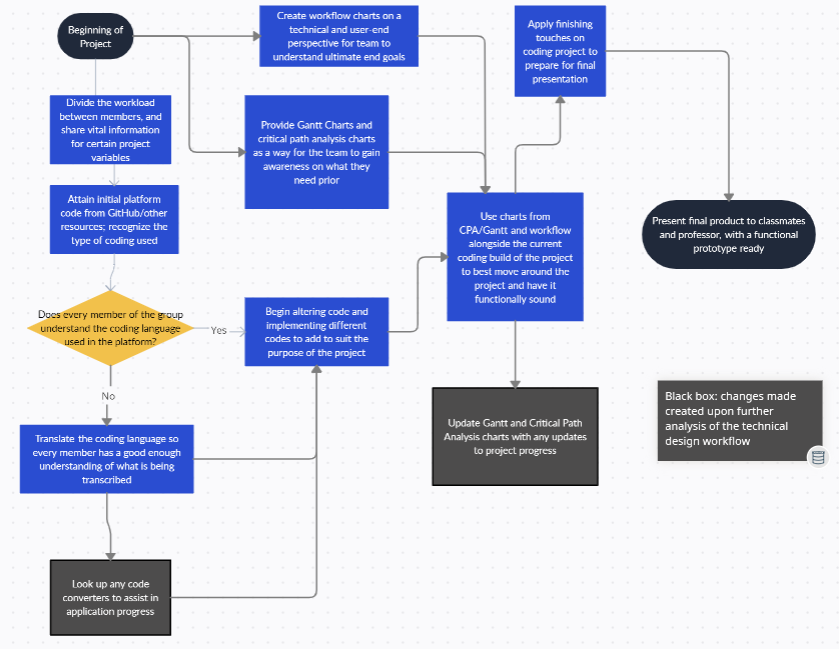 Beginning of
Project
Create workflow charts on a
technical and user-end
perspective for team to
understand ultimate end goals
Apply finishing
touches on
coding project to
prepare for final
presentation
Divide the workload
between members, and
share vital information
for certain project
variables
Provide Gantt Charts and
critical path analysis charts
as a way for the team to gain
awareness on what they
need prior
Attain initial platform
code from GitHub/other
resources; recognize the
type of coding used
Use charts from
CPA/Gantt and workflow
alongside the current
coding build of the project
to best move around the
project and have it
functionally sound
Present final product to classmates
and professor, with a functional
prototype ready
Does every member of the group
understand the coding language
used in the platform?
Yes
Begin altering code and
implementing different
codes to add to suit the
purpose of the project
No
Translate the coding language so
every member has a good enough
understanding of what is being
transcribed
Update Gantt and Critical Path
Analysis charts with any updates
to project progress
Black box: changes made
created upon further
analysis of the technical
design workflow
Look up any code
converters to assist in
application progress